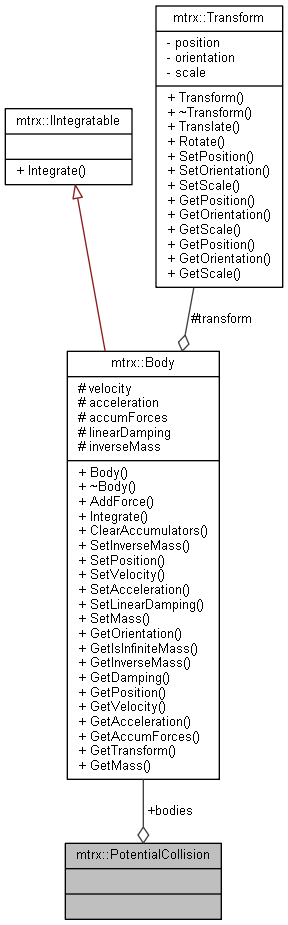 mtrx::Transform
- position
- orientation
- scale
+ Transform()
+ ~Transform()
+ Translate()
+ Rotate()
+ SetPosition()
+ SetOrientation()
+ SetScale()
+ GetPosition()
+ GetOrientation()
+ GetScale()
+ GetPosition()
+ GetOrientation()
+ GetScale()
mtrx::IIntegratable
+ Integrate()
#transform
mtrx::Body
# velocity
# acceleration
# accumForces
# linearDamping
# inverseMass
+ Body()
+ ~Body()
+ AddForce()
+ Integrate()
+ ClearAccumulators()
+ SetInverseMass()
+ SetPosition()
+ SetVelocity()
+ SetAcceleration()
+ SetLinearDamping()
+ SetMass()
+ GetOrientation()
+ GetIsInfiniteMass()
+ GetInverseMass()
+ GetDamping()
+ GetPosition()
+ GetVelocity()
+ GetAcceleration()
+ GetAccumForces()
+ GetTransform()
+ GetMass()
+bodies
mtrx::PotentialCollision